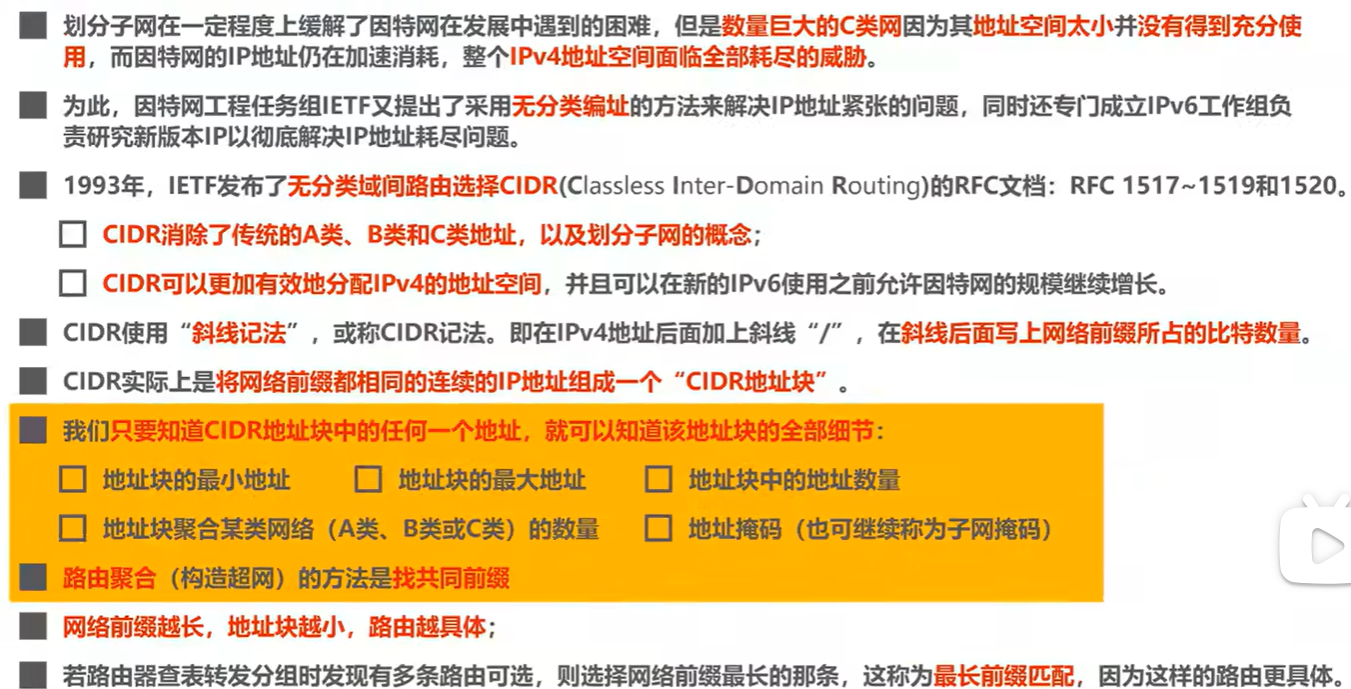 划分子网在一定程度上缓解了因特网在发展中遇到的困难，但是数量巨大的C类网因为其地址空间太小并没有得到充分使
用，而因特网的IP地址仍在加速消耗，整个IPv4地址空间面临全部耗尽的威胁。
为此，因特网工程任务组IETF又提出了采用无分类编址的方法来解决IP地址紧张的问题，同时还专门成立IPv6工作组负
责研究新版本IP以彻底解决IP地址耗尽问题。
1993年，IETF发布了无分类域间路由选择CIDR(Classless Inter-Domain Routing)的RFC文档：RFC 1517~1519和1520。
CIDR消除了传统的A类、B类和C类地址，以及划分子网的概念；
CIDR可以更加有效地分配IPv4的地址空间，并且可以在新的IPv6使用之前允许因特网的规模继续增长。
CIDR使用“斜线记法”，或称CIDR记法。即在IPv4地址后面加上斜线“/”，在斜线后面写上网络前缀所占的比特数量。
CIDR实际上是将网络前缀都相同的连续的IP地址组成一个“CIDR地址块”。
我们只要知道CIDR地址块中的任何一个地址，就可以知道该地址块的全部细节：
地址块的最小地址 地址块的最大地址 地址块中的地址数量
地址块聚合某类网络（A类、B类或C类）的数量 地址掩码（也可继续称为子网掩码）
路由聚合（构造超网）的方法是找共同前缀
网络前缀越长，地址块越小，路由越具体；
若路由器查表转发分组时发现有多条路由可选，则选择网络前缀最长的那条，这称为最长前缀匹配，因为这样的路由更具体。